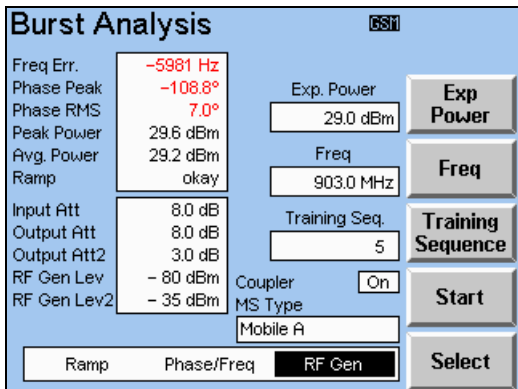 Burst Analysis
GSM
Freq Err. −5981 Hz
Phase Peak −108.8°
Phase RMS 7.0°
Peak Power 29.6 dBm
Avg. Power 29.2 dBm
Ramp okay
Input Att 8.0 dB
Output Att 8.0 dB
Output Att2 3.0 dB
RF Gen Lev − 80 dBm
RF Gen Lev2 − 35 dBm
Exp. Power
29.0 dBm
Freq
903.0 MHz
Training Seq.
5
Coupler On
MS Type
Mobile A
Ramp Phase/Freq RF Gen
Exp
Power
Freq
Training
Sequence
Start
Select